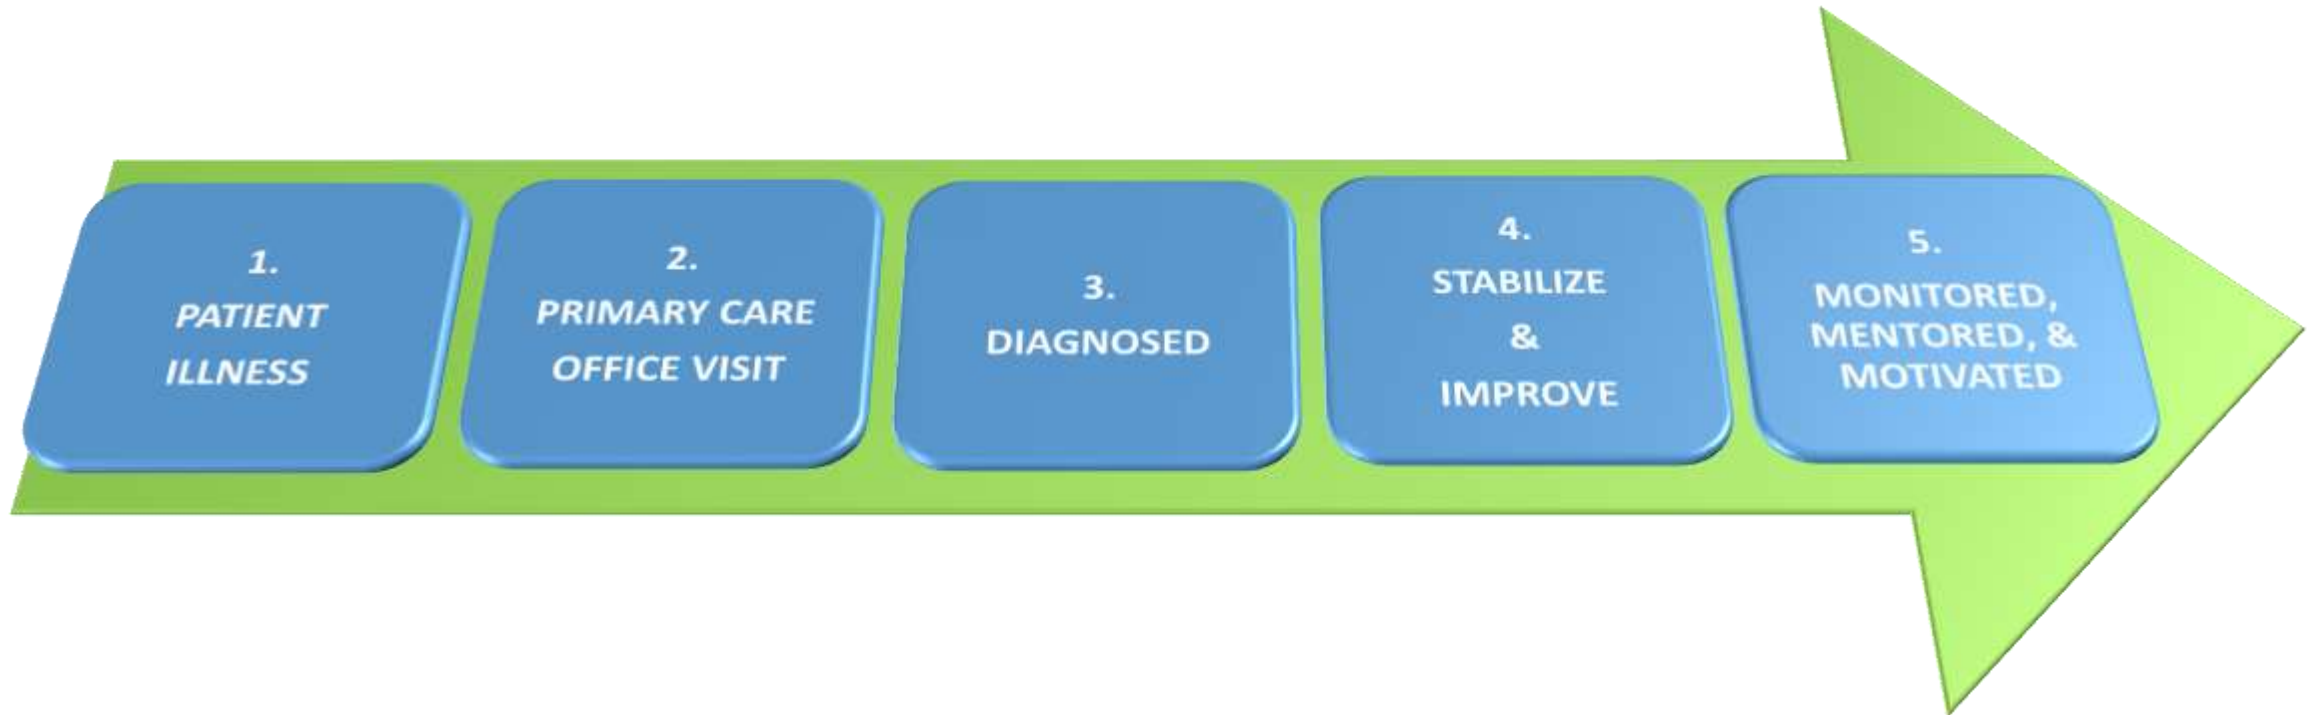 1.
PATIENT
ILLNESS
2.
PRIMARY CARE
OFFICE VISIT
3.
DIAGNOSED
4.
STABILIZE
&
IMPROVE
5.
MONITORED,
MENTORED, &
MOTIVATED